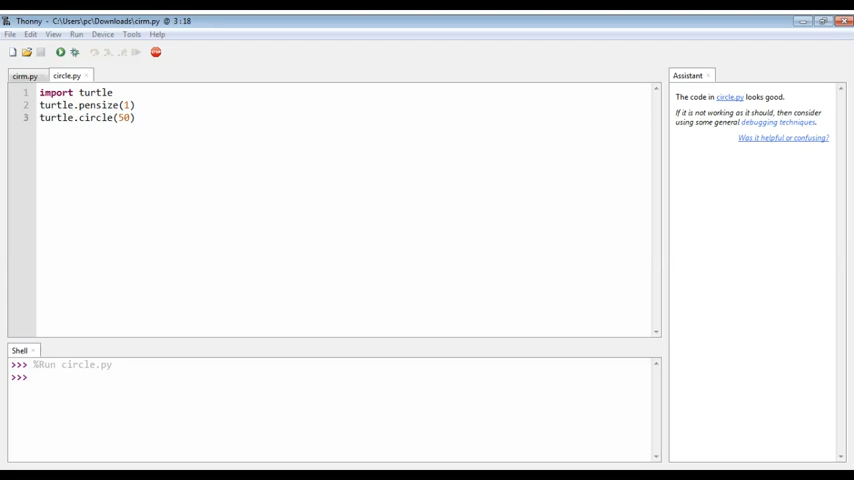 Thonny - C:\Users\pc\Downloads\cirm.py @ 3:18
File Edit View Run Device Tools Help
cirm.py circle.py ×
1 import turtle
2 turtle.pensize(1)
3 turtle.circle(50)
Shell ×
>>> %Run circle.py
>>>
Assistant ×
The code in circle.py looks good.
If it is not working as it should, then consider
using some general debugging techniques.
Was it helpful or confusing?